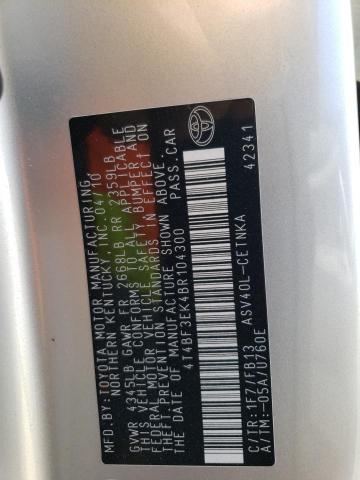 MFD.BY:TOYOTA MOTOR MANUFACTURING
NORTHERN KENTUCKY,INC.04/10
GVWR 4345LB GAWR FR 2668LB RR 2359LB
THIS VEHICLE CONFORMS TO ALL APPLICABLE
FEDERAL MOTOR VEHICLE SAFETY,BUMPER,AND
THEFT PREVENTION STANDARDS IN EFFECT ON
THE DATE OF MANUFACTURE SHOWN ABOVE.
4T4BF3EK4BR104300 PASS.CAR
C/TR:1F7/FB13 ASV40L-CETNKA
A/TM:-05A/U760E 42341
TOYOTA